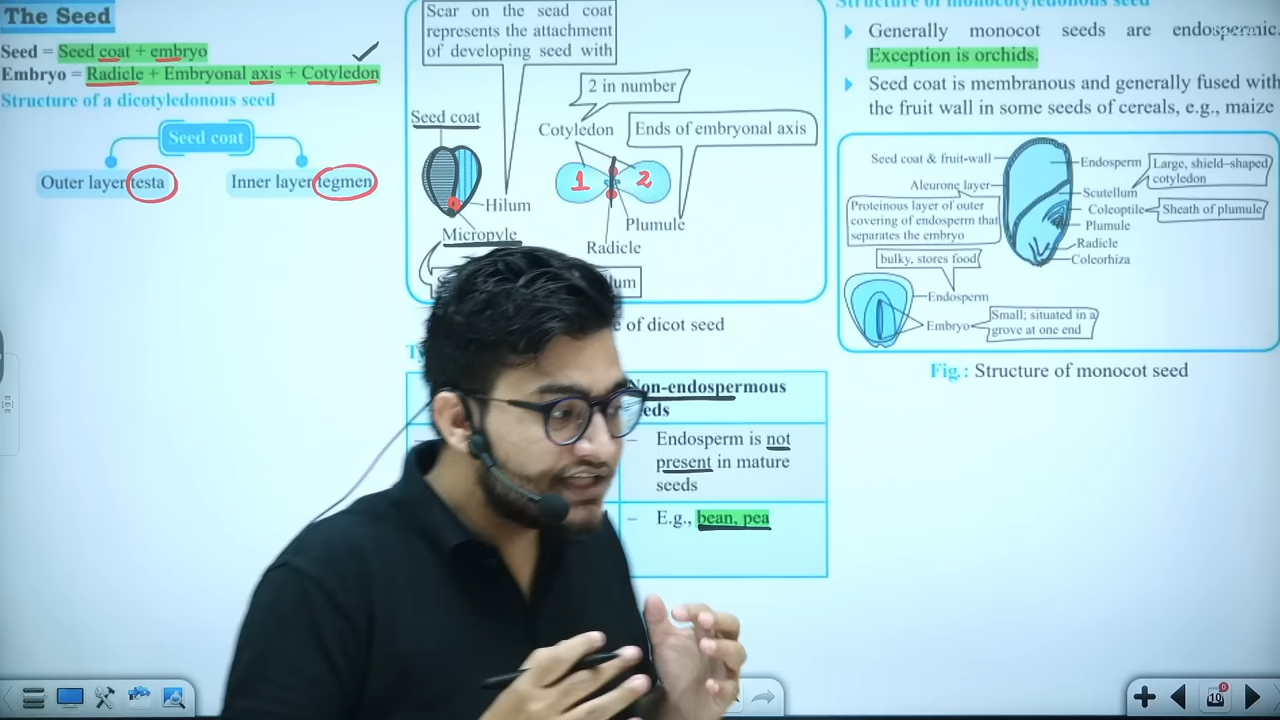 The Seed
Seed = Seed coat + embryo
Embryo = Radicle + Embryonal axis + Cotyledon
Structure of a dicotyledonous seed
Seed coat
Outer layer testa
Inner layer tegmen
Scar on the sead coat
represents the attachment
of developing seed with
2 in number
Seed coat
Cotyledon
Ends of embryonal axis
1
2
Hilum
Plumule
Micropyle
Radicle
of dicot seed
Non-endospermous
Endosperm is not
present in mature
seeds
E.g., bean, pea
Structure of monocotyledonous seed
Generally monocot seeds are endospermic.
Exception is orchids.
Seed coat is membranous and generally fused with
the fruit wall in some seeds of cereals, e.g., maize
Seed coat & fruit-wall
Endosperm
Large, shield-shaped
cotyledon
Aleurone layer
Scutellum
Proteinous layer of outer
covering of endosperm that
separates the embryo
Coleoptile
Sheath of plumule
Plumule
Radicle
Coleorhiza
bulky, stores food
Endosperm
Embryo
Small; situated in a
grove at one end
Fig.: Structure of monocot seed
10